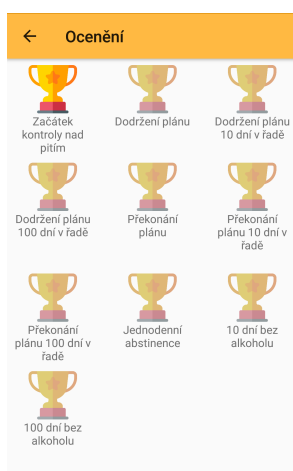 Ocenění
Začátek
kontroly nad
pitím
Dodržení plánu
Dodržení plánu
10 dní v řadě
Dodržení plánu
100 dní v řadě
Překonání
plánu
Překonání
plánu 10 dní v
řadě
Překonání
plánu 100 dní v
řadě
Jednodenní
abstinence
10 dní bez
alkoholu
100 dní bez
alkoholu